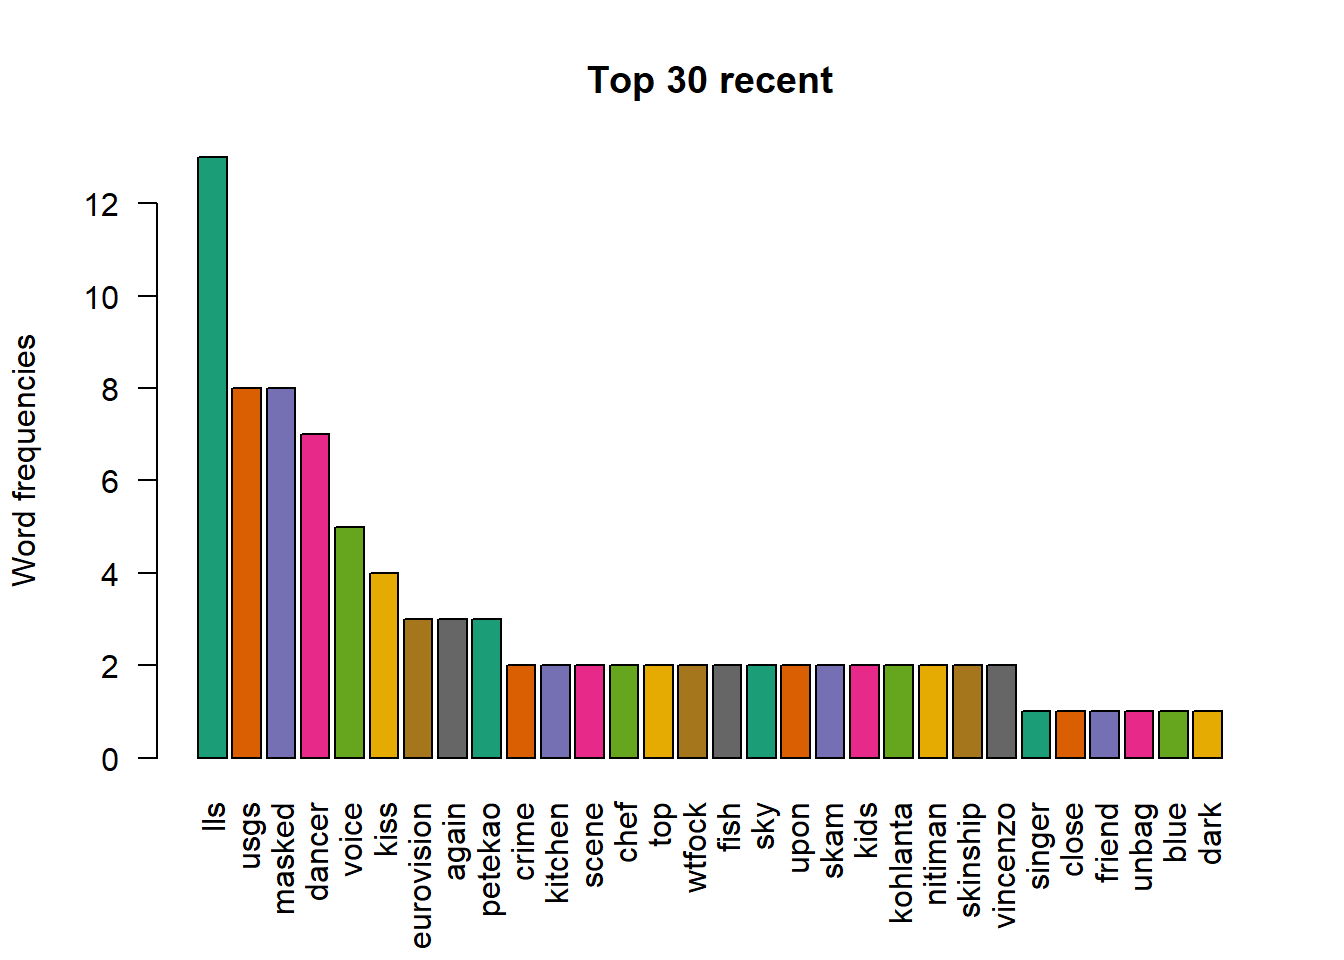 Top 30 recent
Word frequencies
12
10
8
6
4
2
0
lls
usgs
masked
dancer
voice
kiss
eurovision
again
petekao
crime
kitchen
scene
chef
top
wtfock
fish
sky
upon
skam
kids
kohlanta
nitiman
skinship
vincenzo
singer
close
friend
unbag
blue
dark